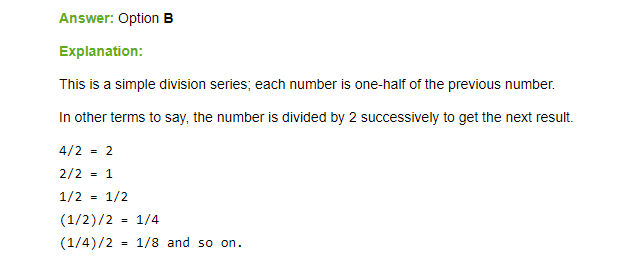 Answer: Option B
Explanation:
This is a simple division series; each number is one-half of the previous number.
In other terms to say, the number is divided by 2 successively to get the next result.
4/2 = 2
2/2 = 1
1/2 = 1/2
(1/2)/2 = 1/4
(1/4)/2 = 1/8 and so on.